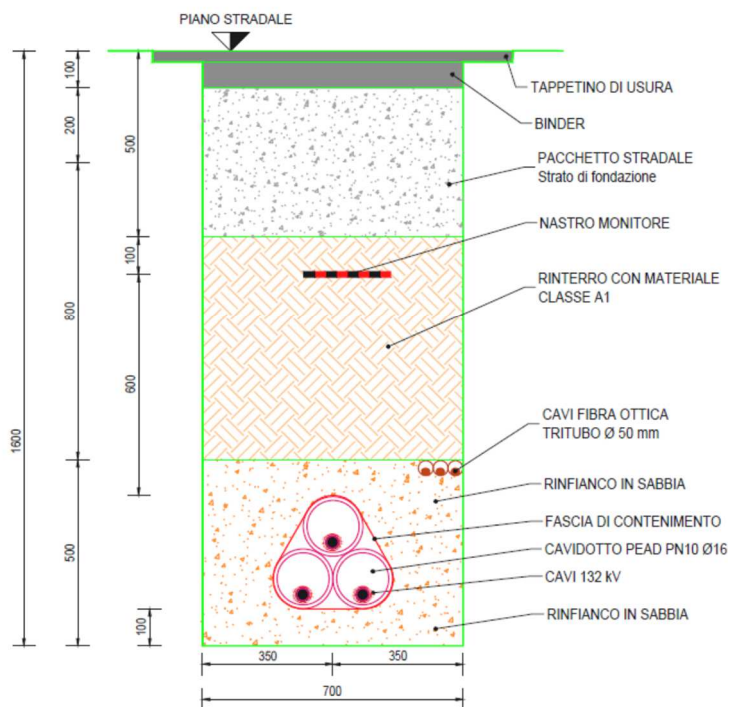 PIANO STRADALE
TAPPETINO DI USURA
BINDER
PACCHETTO STRADALE
Strato di fondazione
NASTRO MONITORE
RINTERRO CON MATERIALE
CLASSE A1
CAVI FIBRA OTTICA
TRITUBO Ø 50 mm
RINFIANCO IN SABBIA
FASCIA DI CONTENIMENTO
CAVIDOTTO PEAD PN10 Ø16
CAVI 132 kV
RINFIANCO IN SABBIA
1600
100
200
800
500
500
100
600
100
350
350
700